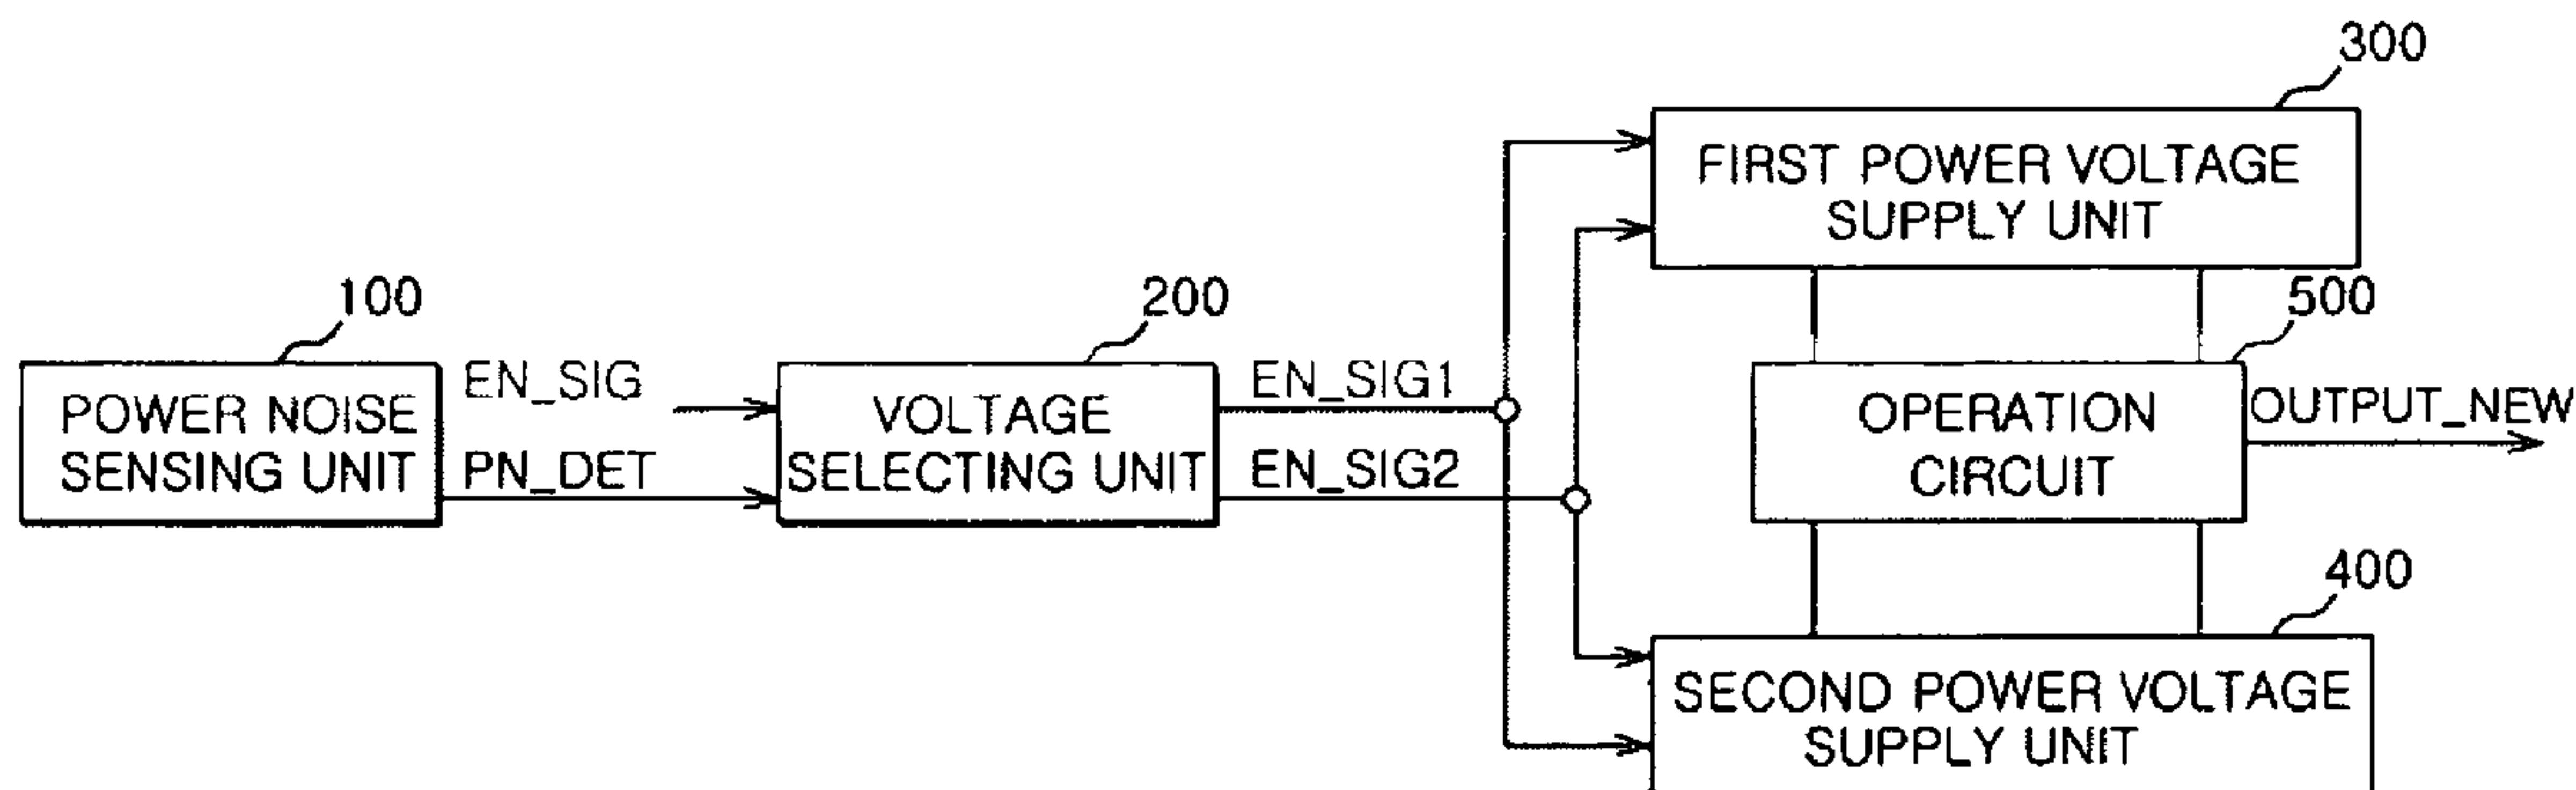 300
FIRST POWER VOLTAGE
SUPPLY UNIT
100
200
500
EN_SIG
EN_SIG1
POWER NOISE
SENSING UNIT
PN_DET
VOLTAGE
SELECTING UNIT
EN_SIG2
OPERATION
CIRCUIT
OUTPUT_NEW
400
SECOND POWER VOLTAGE
SUPPLY UNIT